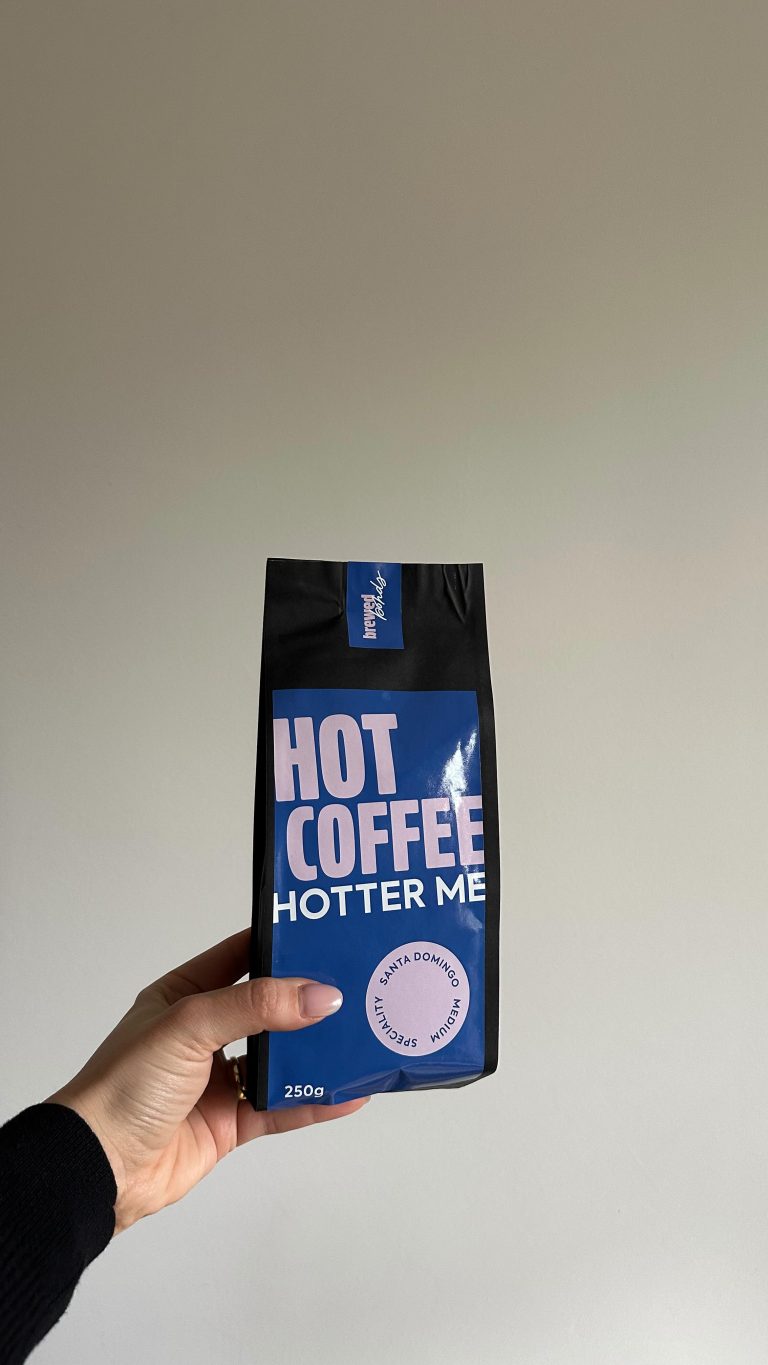 brewed
HOT
COFFEE
HOTTER ME
SANTA DOMINGO
MEDIUM
SPECIALITY
250g